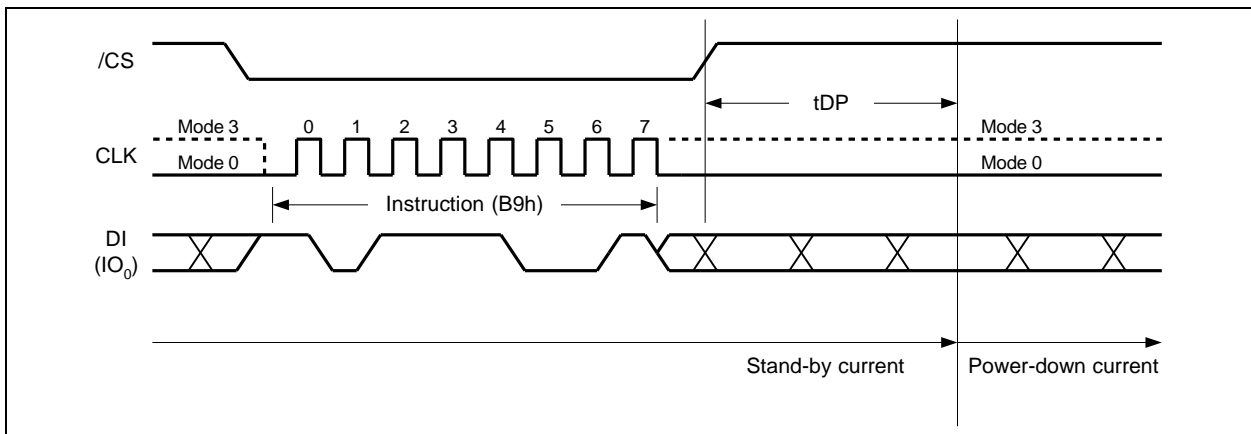 /CS
tDP
Mode 3 0 1 2 3 4 5 6 7 Mode 3
CLK
Mode 0 Mode 0
Instruction (B9h)
DI
(IO0)
Stand-by current Power-down current